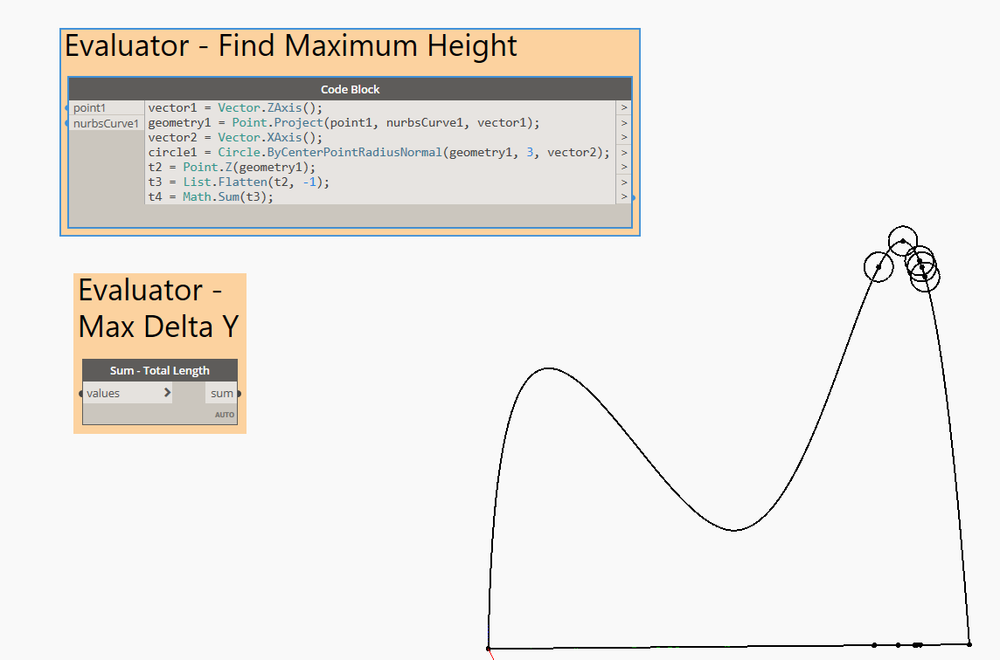 Evaluator - Find Maximum Height
Code Block
point1
nurbsCurve1
vector1 = Vector.ZAxis();
geometry1 = Point.Project(point1, nurbsCurve1, vector1);
vector2 = Vector.XAxis();
circle1 = Circle.ByCenterPointRadiusNormal(geometry1, 3, vector2);
t2 = Point.Z(geometry1);
t3 = List.Flatten(t2, -1);
t4 = Math.Sum(t3);
>
>
>
>
>
>
>
Evaluator -
Max Delta Y
Sum - Total Length
values > sum
AUTO